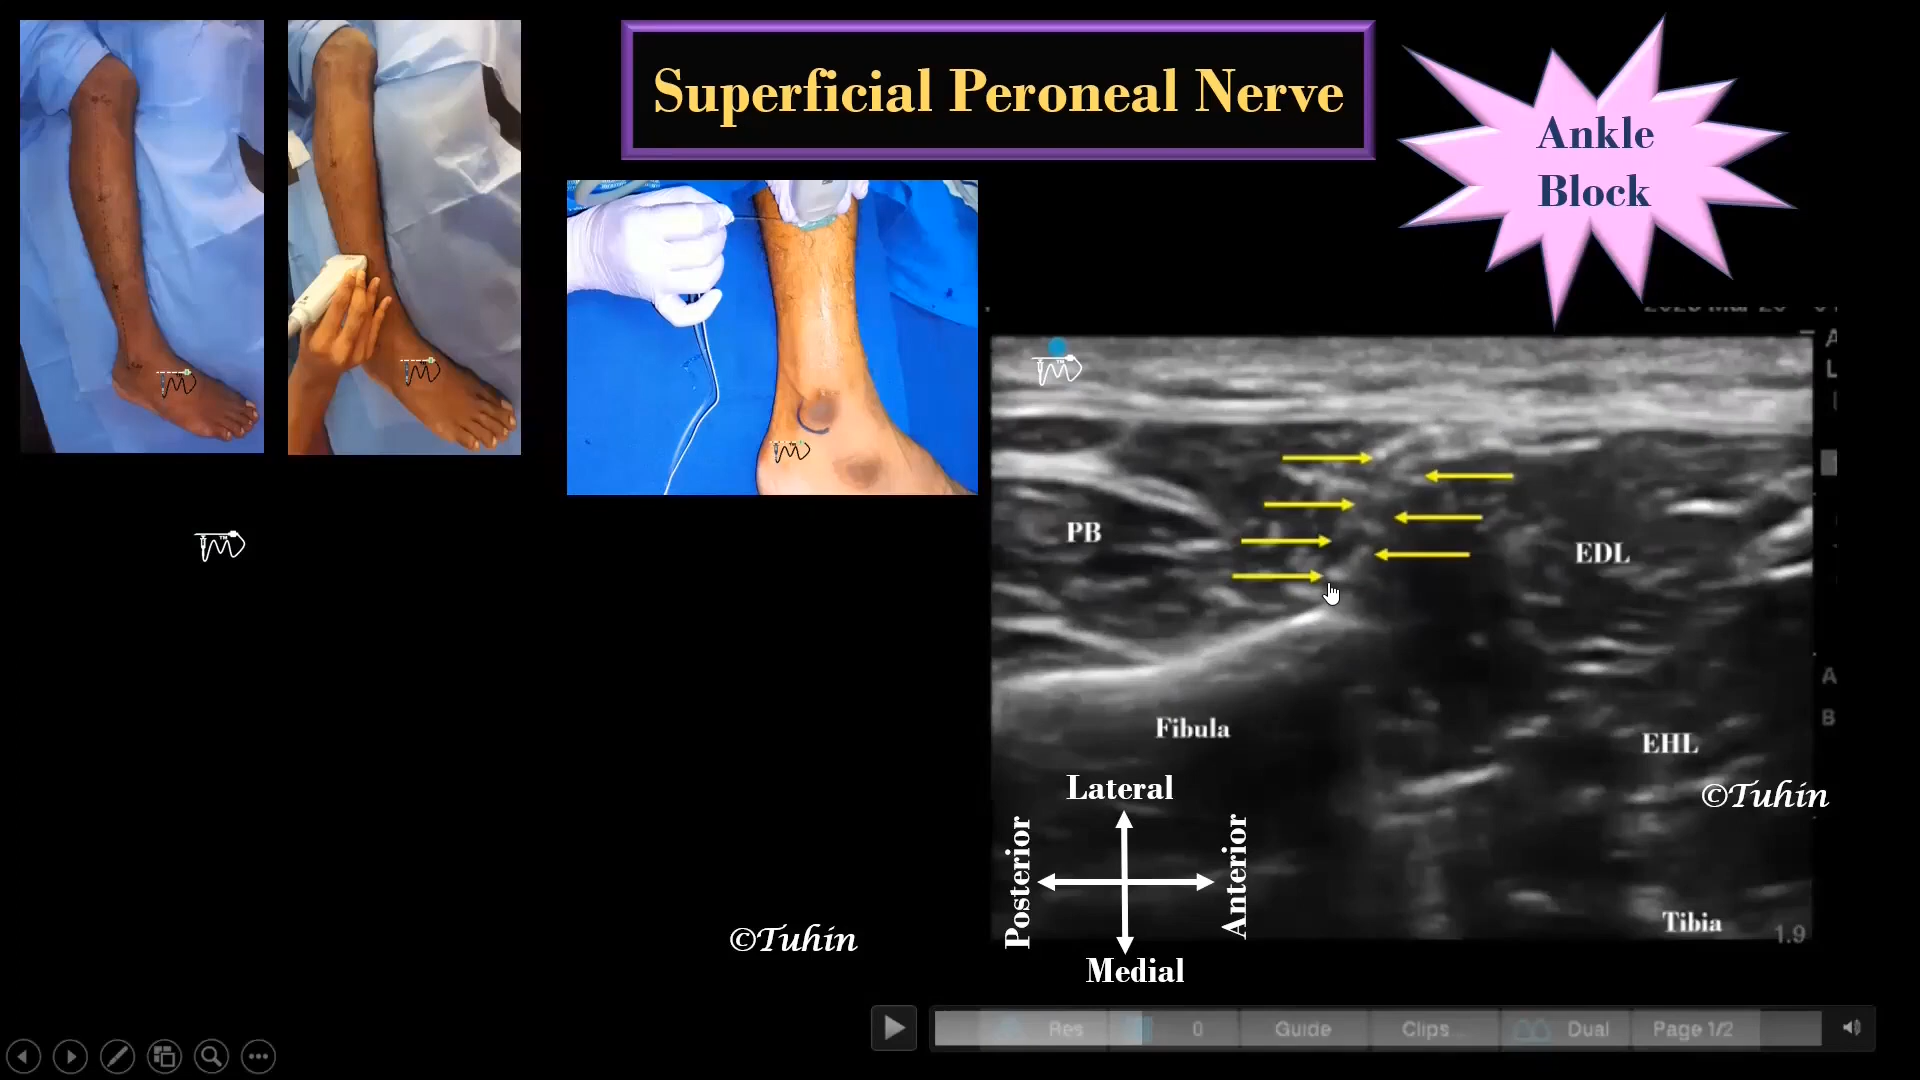 Superficial Peroneal Nerve
Ankle
Block
PB
EDL
Fibula
EHL
©Tuhin
Lateral
Posterior
Anterior
Medial
Tibia
1.9
©Tuhin
Res
0
Guide
Clips
Dual
Page 1/2
A
L
A
B